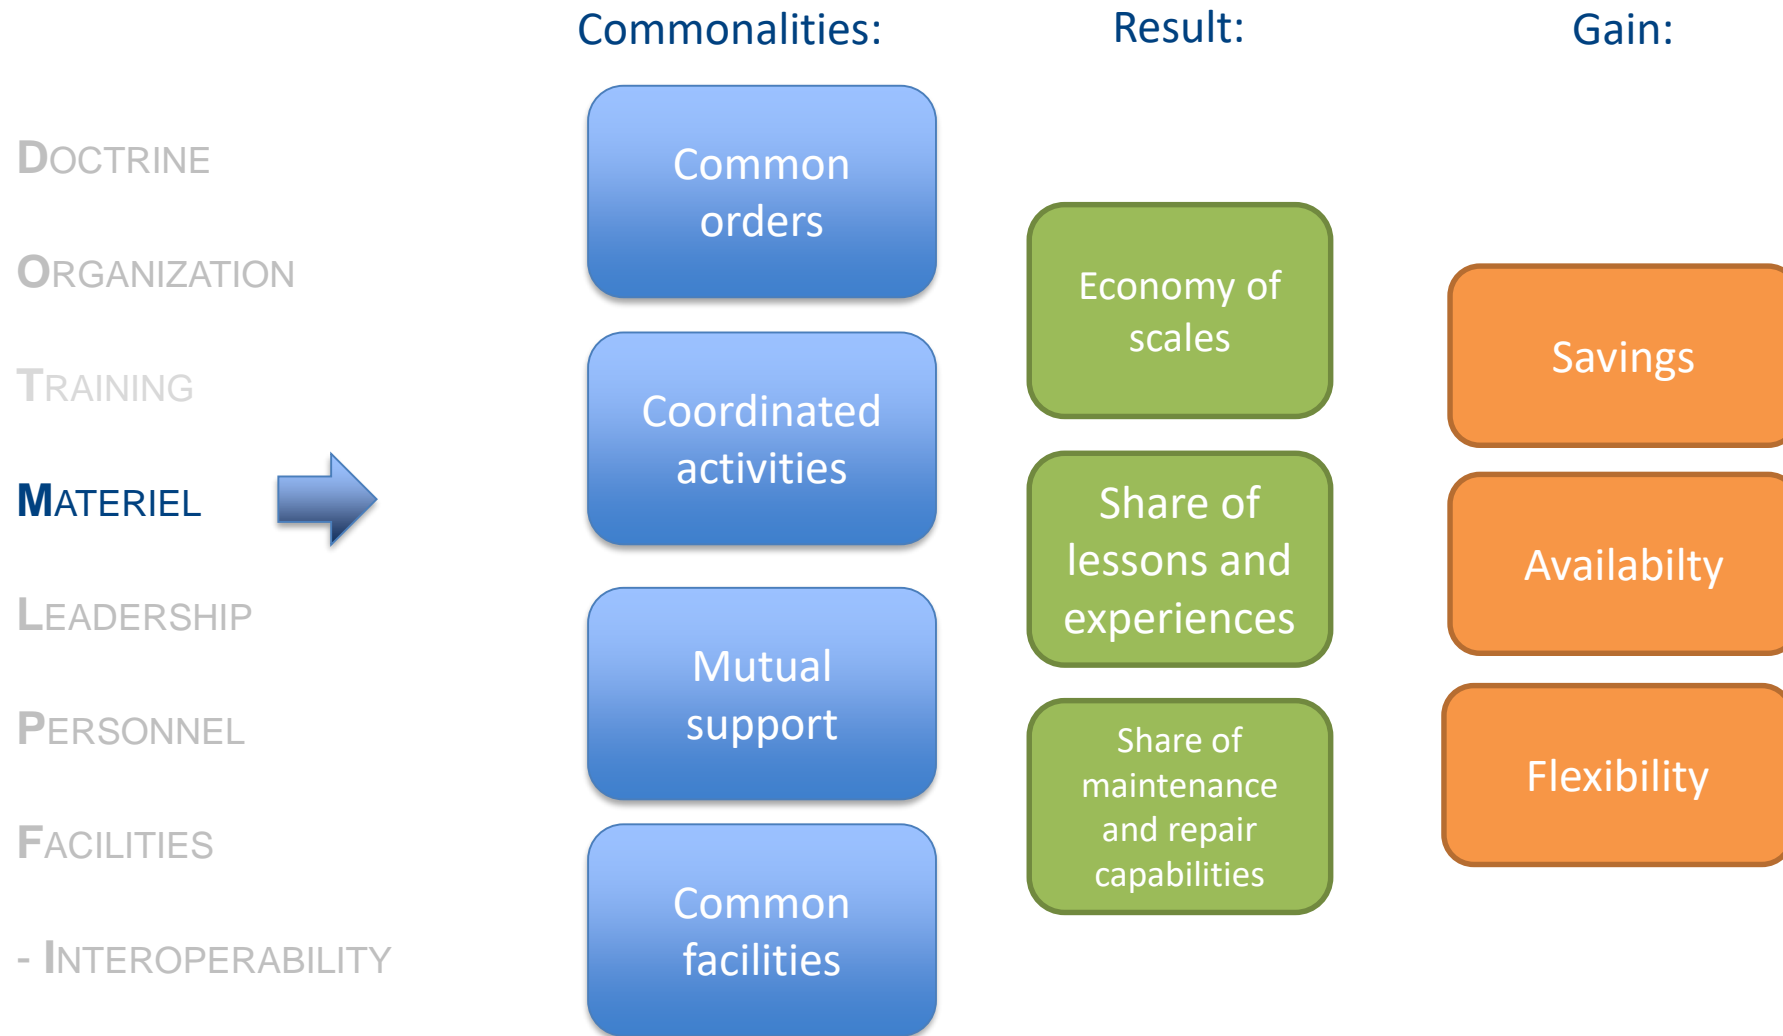 Commonalities:
Result:
Gain:
DOCTRINE
ORGANIZATION
TRAINING
MATERIEL
LEADERSHIP
PERSONNEL
FACILITIES
- INTEROPERABILITY
Common
orders
Coordinated
activities
Mutual
support
Common
facilities
Economy of
scales
Share of
lessons and
experiences
Share of
maintenance
and repair
capabilities
Savings
Availabilty
Flexibility